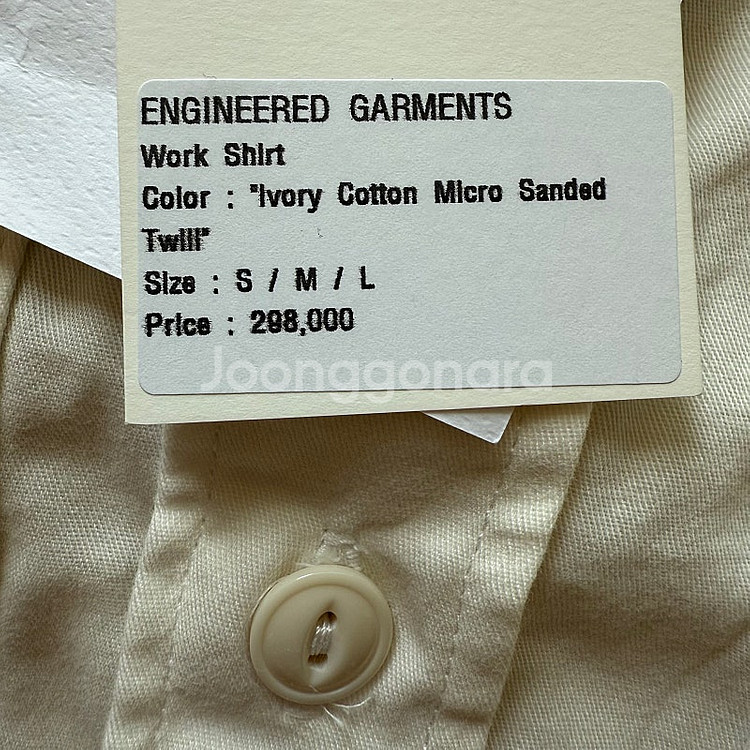 ENGINEERED GARMENTS
Work Shirt
Color : "Ivory Cotton Micro Sanded
Twill"
Size : S / M / L
Price : 298,000
Joonggonara